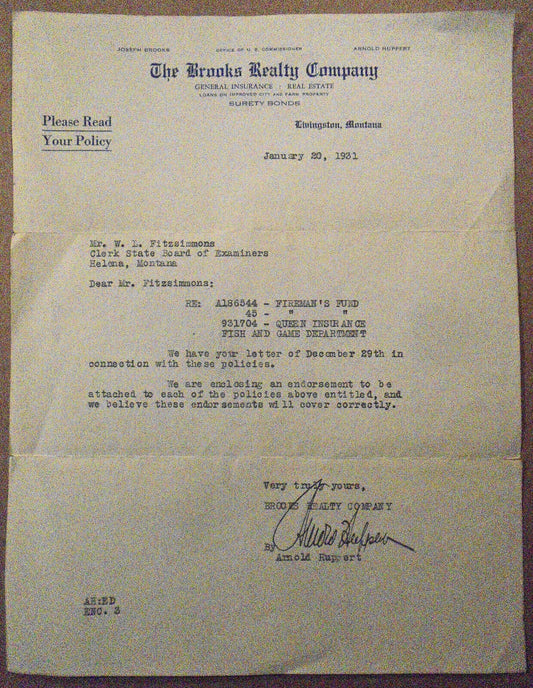 JOSEPH BROOKS OFFICE OF U. S. COMMISSIONER ARNOLD HUPPERT
The Brooks Realty Company
GENERAL INSURANCE : REAL ESTATE
LOANS ON IMPROVED CITY AND FARM PROPERTY
SURETY BONDS
Please Read
Your Policy
Livingston, Montana
January 20, 1931
Mr. W. L. Fitzsimmons
Clerk State Board of Examiners
Helena, Montana
Dear Mr. Fitzsimmons:
RE: A186544 - FIREMAN'S FUND
45 - " "
931704 - QUEEN INSURANCE
FISH AND GAME DEPARTMENT
We have your letter of December 29th in
connection with these policies.
We are enclosing an endorsement to be
attached to each of the policies above entitled, and
we believe these endorsements will cover correctly.
Very truly yours,
BROOKS REALTY COMPANY
Arnold Huppert
By
Arnold Huppert
AH:ED
ENC. 3